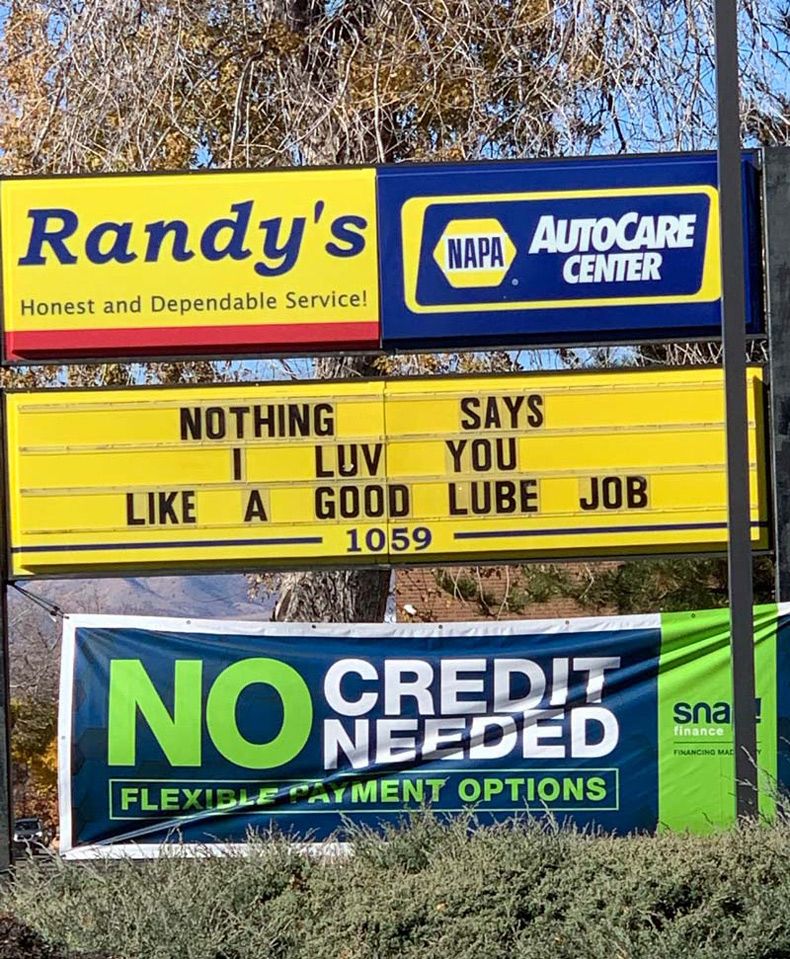 Randy's
Honest and Dependable Service!
NAPA AUTOCARE
CENTER
NOTHING SAYS
I LUV YOU
LIKE A GOOD LUBE JOB
1059
NO CREDIT
NEEDED
FLEXIBLE PAYMENT OPTIONS
finance
FINANCING